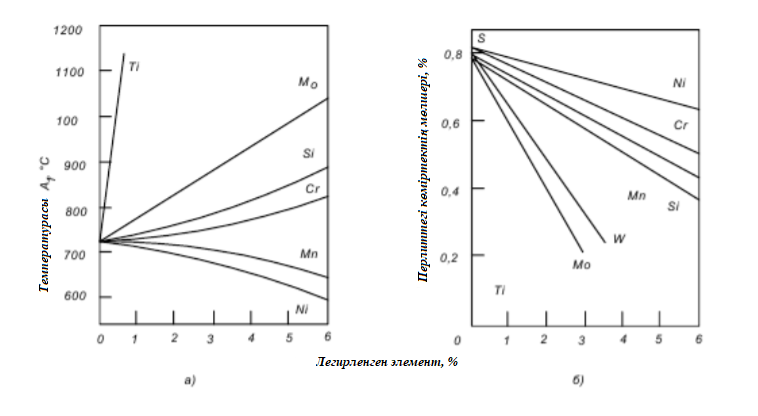 1200
1100
100
900
800
700
600
Температурасы А₁, °С
Ti
Mo
Si
Cr
Mn
Ni
0 1 2 3 4 5 6
а)
Перлиттегі көміртектің мөлшері, %
0,8
0,6
0,4
0,2
S
Ni
Cr
Mn
Si
W
Mo
Ti
0 1 2 3 4 5 6
Легирленген элемент, %
б)